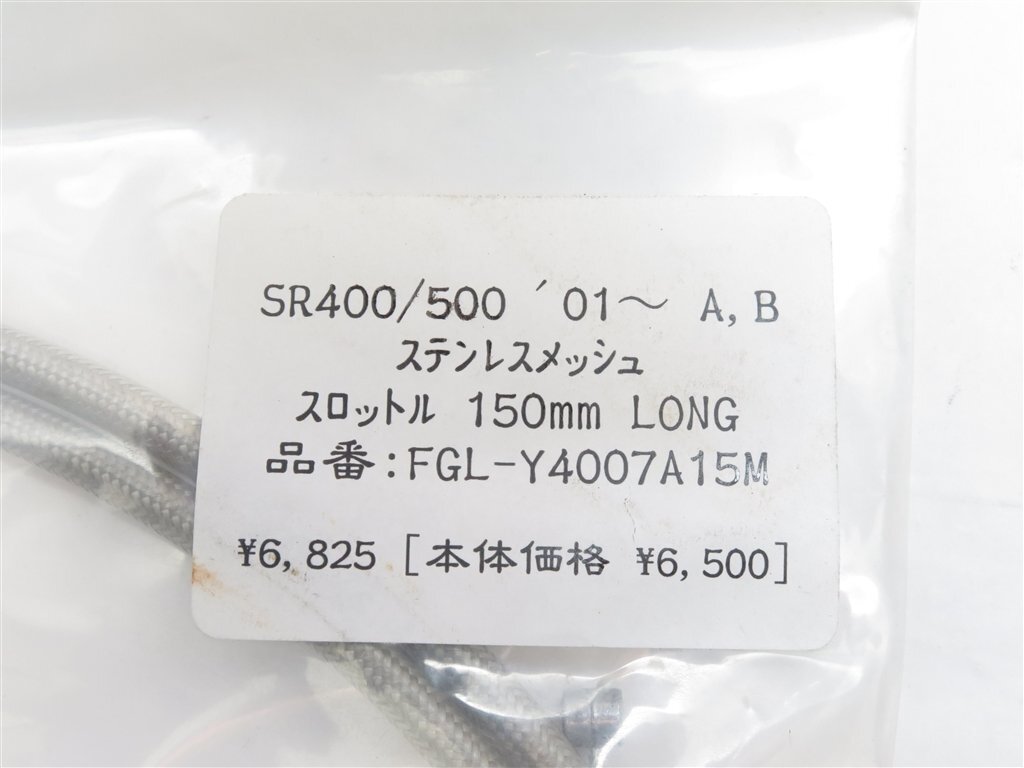 SR400/500 ´01～ A,B
ステンレスメッシュ
スロットル 150mm LONG
品番:FGL-Y4007A15M
¥6,825 [本体価格 ¥6,500]